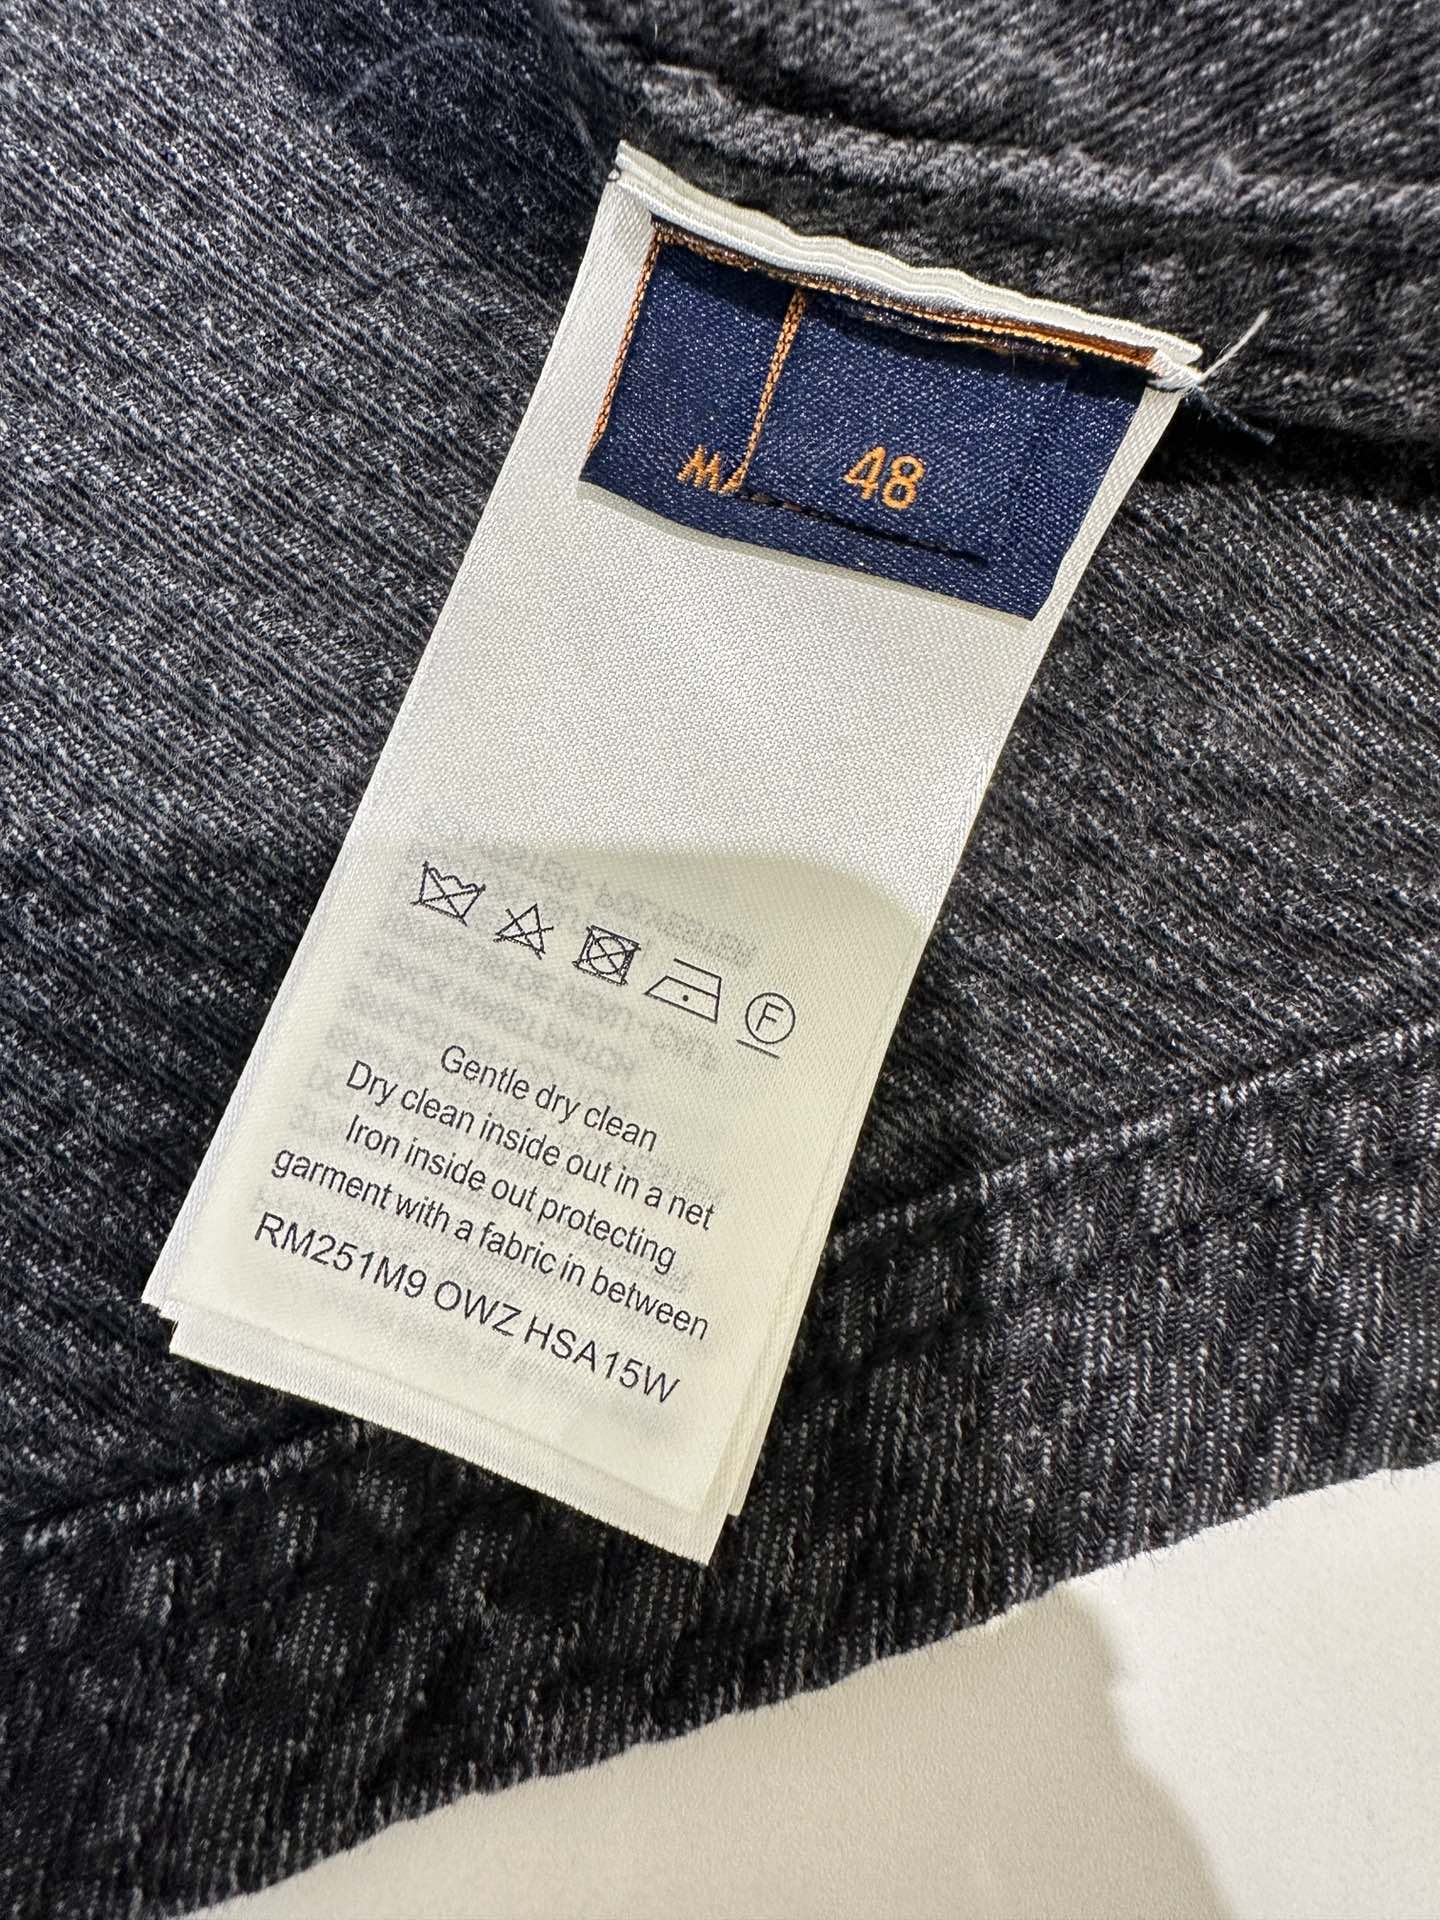 MA
48
F
Gentle dry clean
Dry clean inside out in a net
Iron inside out protecting
garment with a fabric in between
RM251M9 OWZ HSA15W